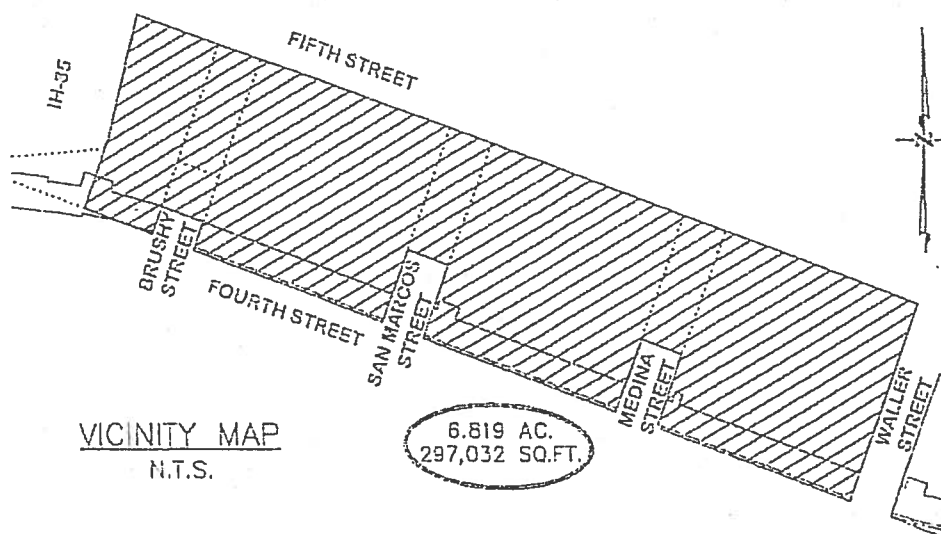 FIFTH STREET
IH-35
BRUSHY
STREET
FOURTH STREET
SAN MARCOS
STREET
MEDINA
STREET
WALLER
STREET
VICINITY MAP
N.T.S.
6.819 AC.
297,032 SQ.FT.
N